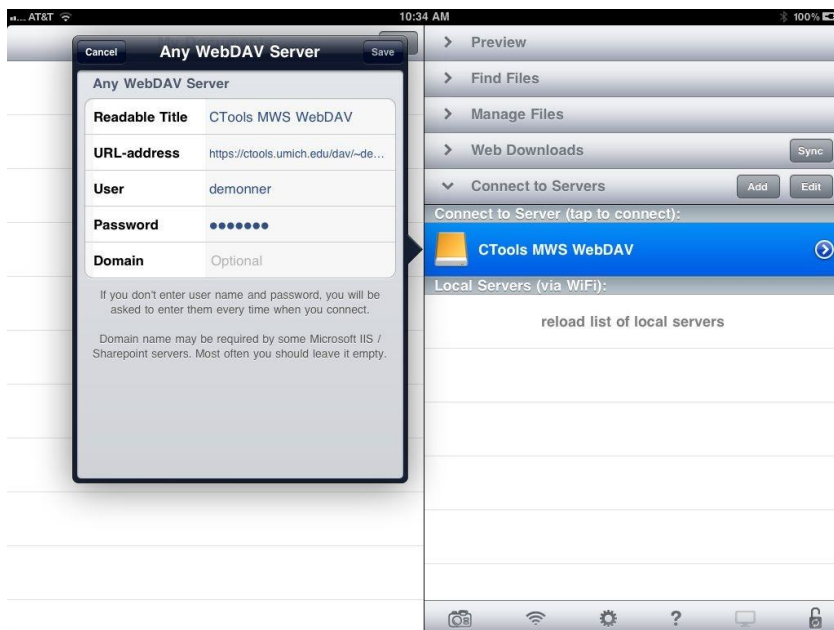 AT&T
10:34 AM
100%
Cancel
Any WebDAV Server
Save
Any WebDAV Server
Readable Title CTools MWS WebDAV
URL-address https://ctools.umich.edu/dav/~de...
User demonner
Password ●●●●●●●
Domain Optional
If you don't enter user name and password, you will be
asked to enter them every time when you connect.
Domain name may be required by some Microsoft IIS /
Sharepoint servers. Most often you should leave it empty.
Preview
Find Files
Manage Files
Web Downloads
Sync
Connect to Servers
Add
Edit
Connect to Server (tap to connect):
CTools MWS WebDAV
Local Servers (via WiFi):
reload list of local servers
?